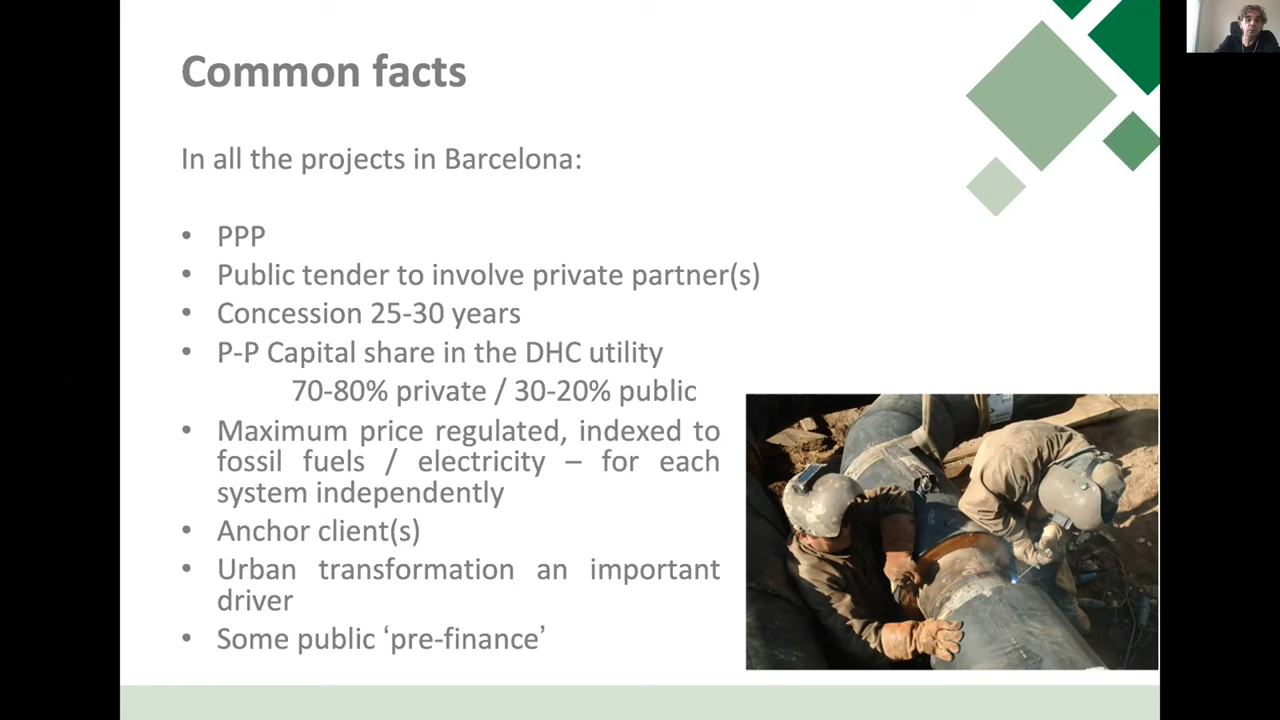 Common facts
In all the projects in Barcelona:
• PPP
• Public tender to involve private partner(s)
• Concession 25-30 years
• P-P Capital share in the DHC utility
70-80% private / 30-20% public
• Maximum price regulated, indexed to
fossil fuels / electricity – for each
system independently
• Anchor client(s)
• Urban transformation an important
driver
• Some public ‘pre-finance’